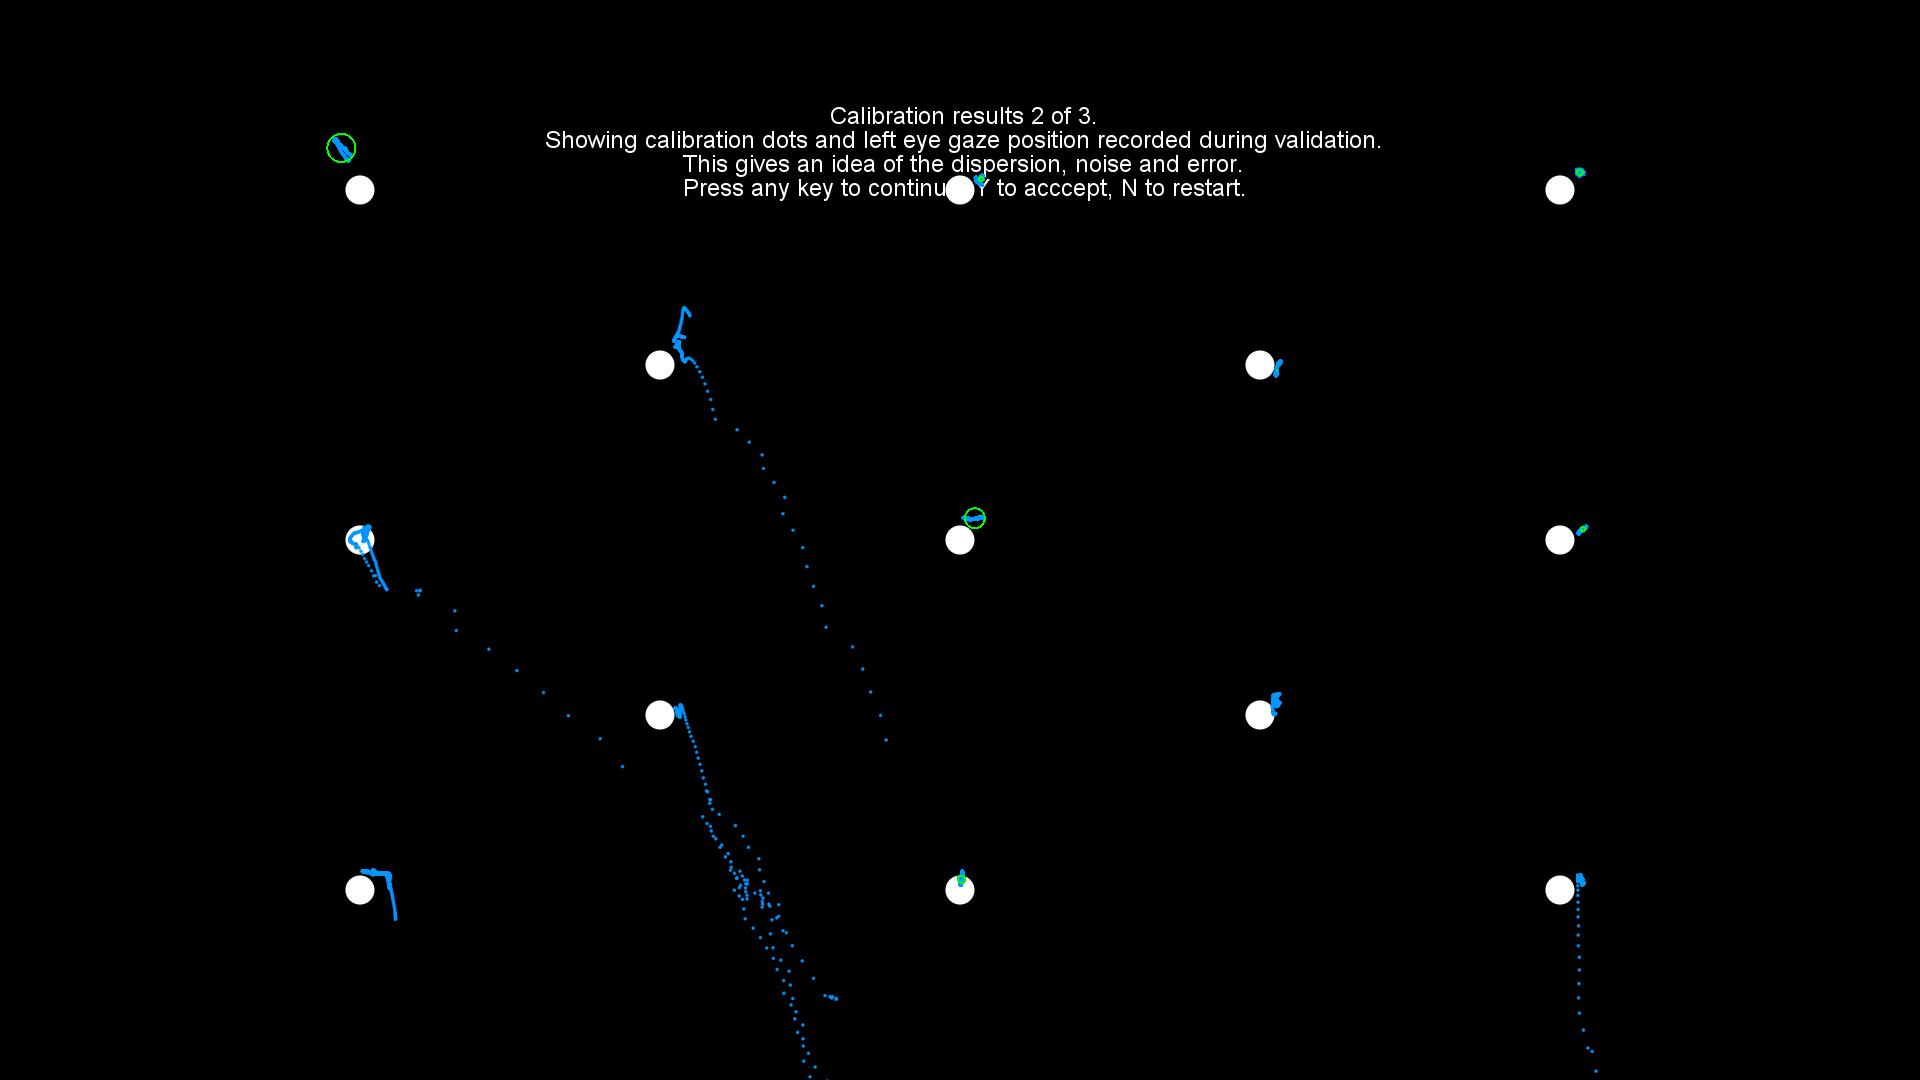 Calibration results 2 of 3.
Showing calibration dots and left eye gaze position recorded during validation.
This gives an idea of the dispersion, noise and error.
Press any key to continu Y to acccept, N to restart.